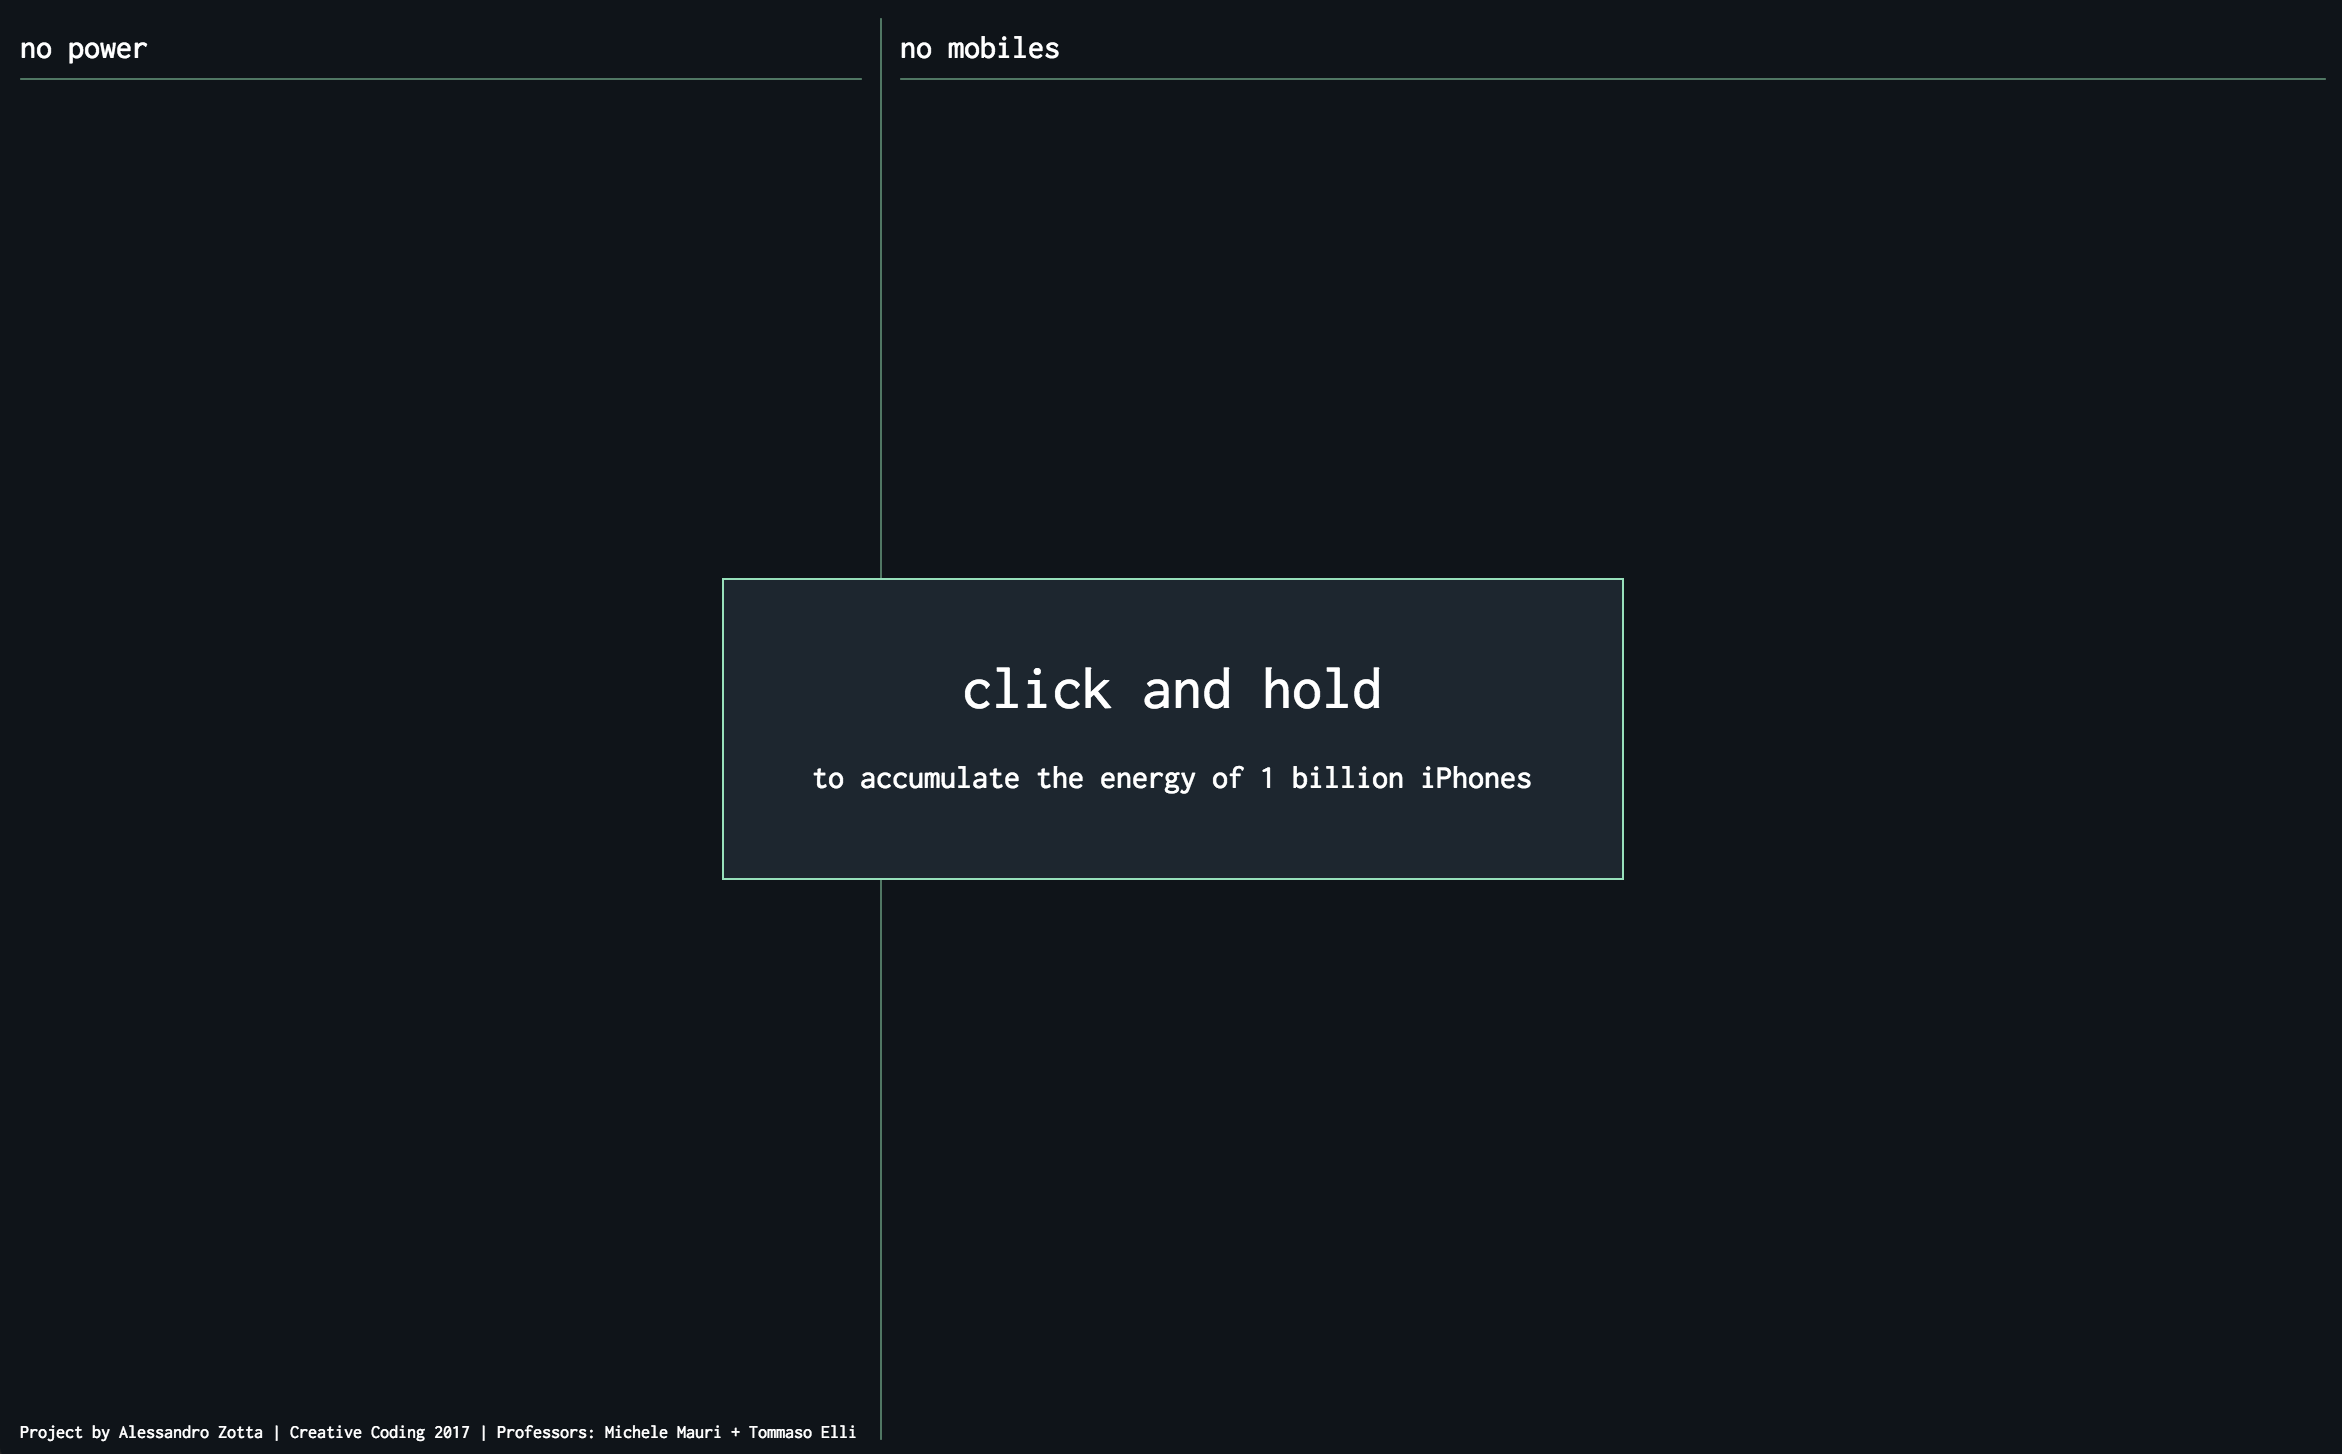 no power
no mobiles
click and hold
to accumulate the energy of 1 billion iPhones
Project by Alessandro Zotta | Creative Coding 2017 | Professors: Michele Mauri + Tommaso Elli